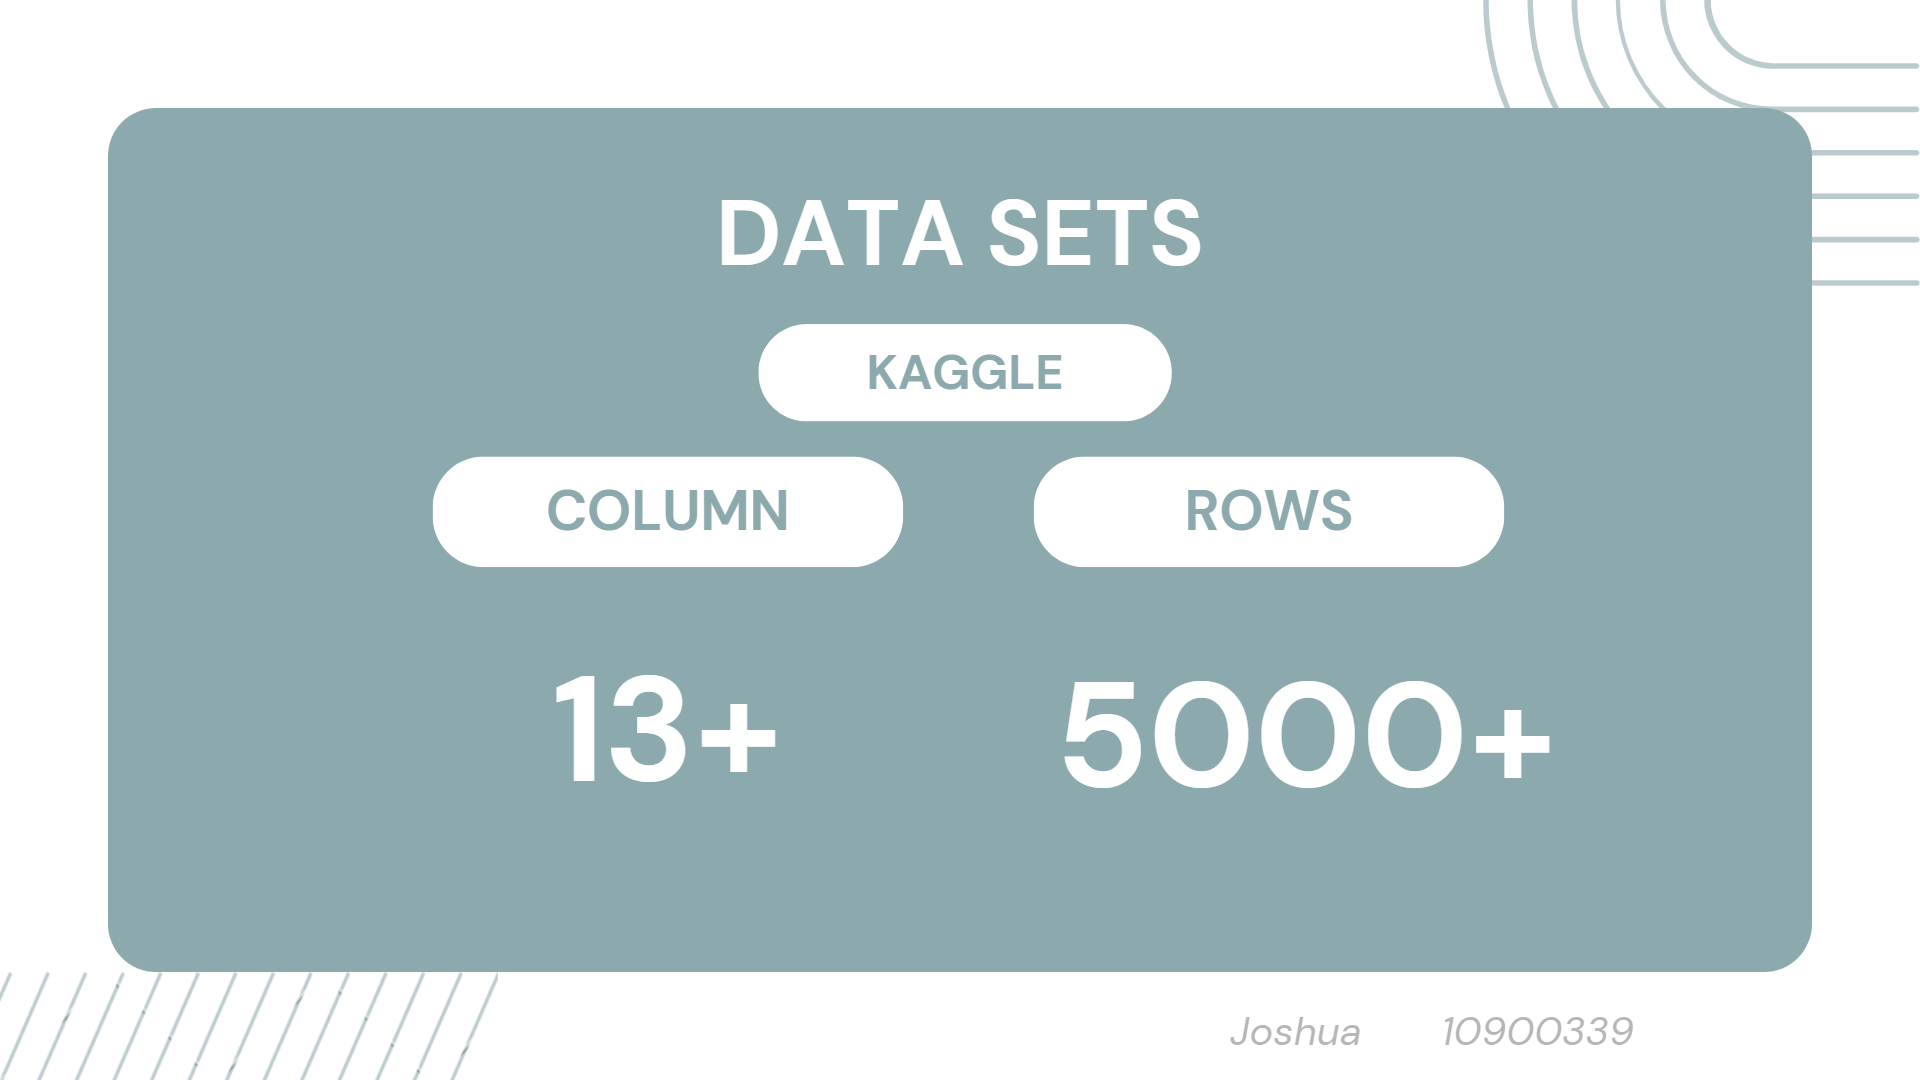 DATA SETS
KAGGLE
COLUMN ROWS
13+ 5000+
Joshua 10900339